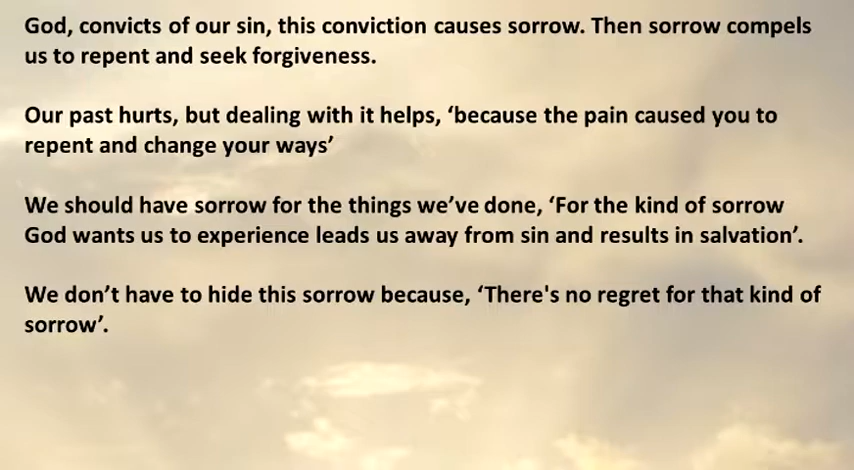 God, convicts of our sin, this conviction causes sorrow. Then sorrow compels
us to repent and seek forgiveness.
Our past hurts, but dealing with it helps, ‘because the pain caused you to
repent and change your ways’
We should have sorrow for the things we’ve done, ‘For the kind of sorrow
God wants us to experience leads us away from sin and results in salvation’.
We don’t have to hide this sorrow because, ‘There's no regret for that kind of
sorrow’.